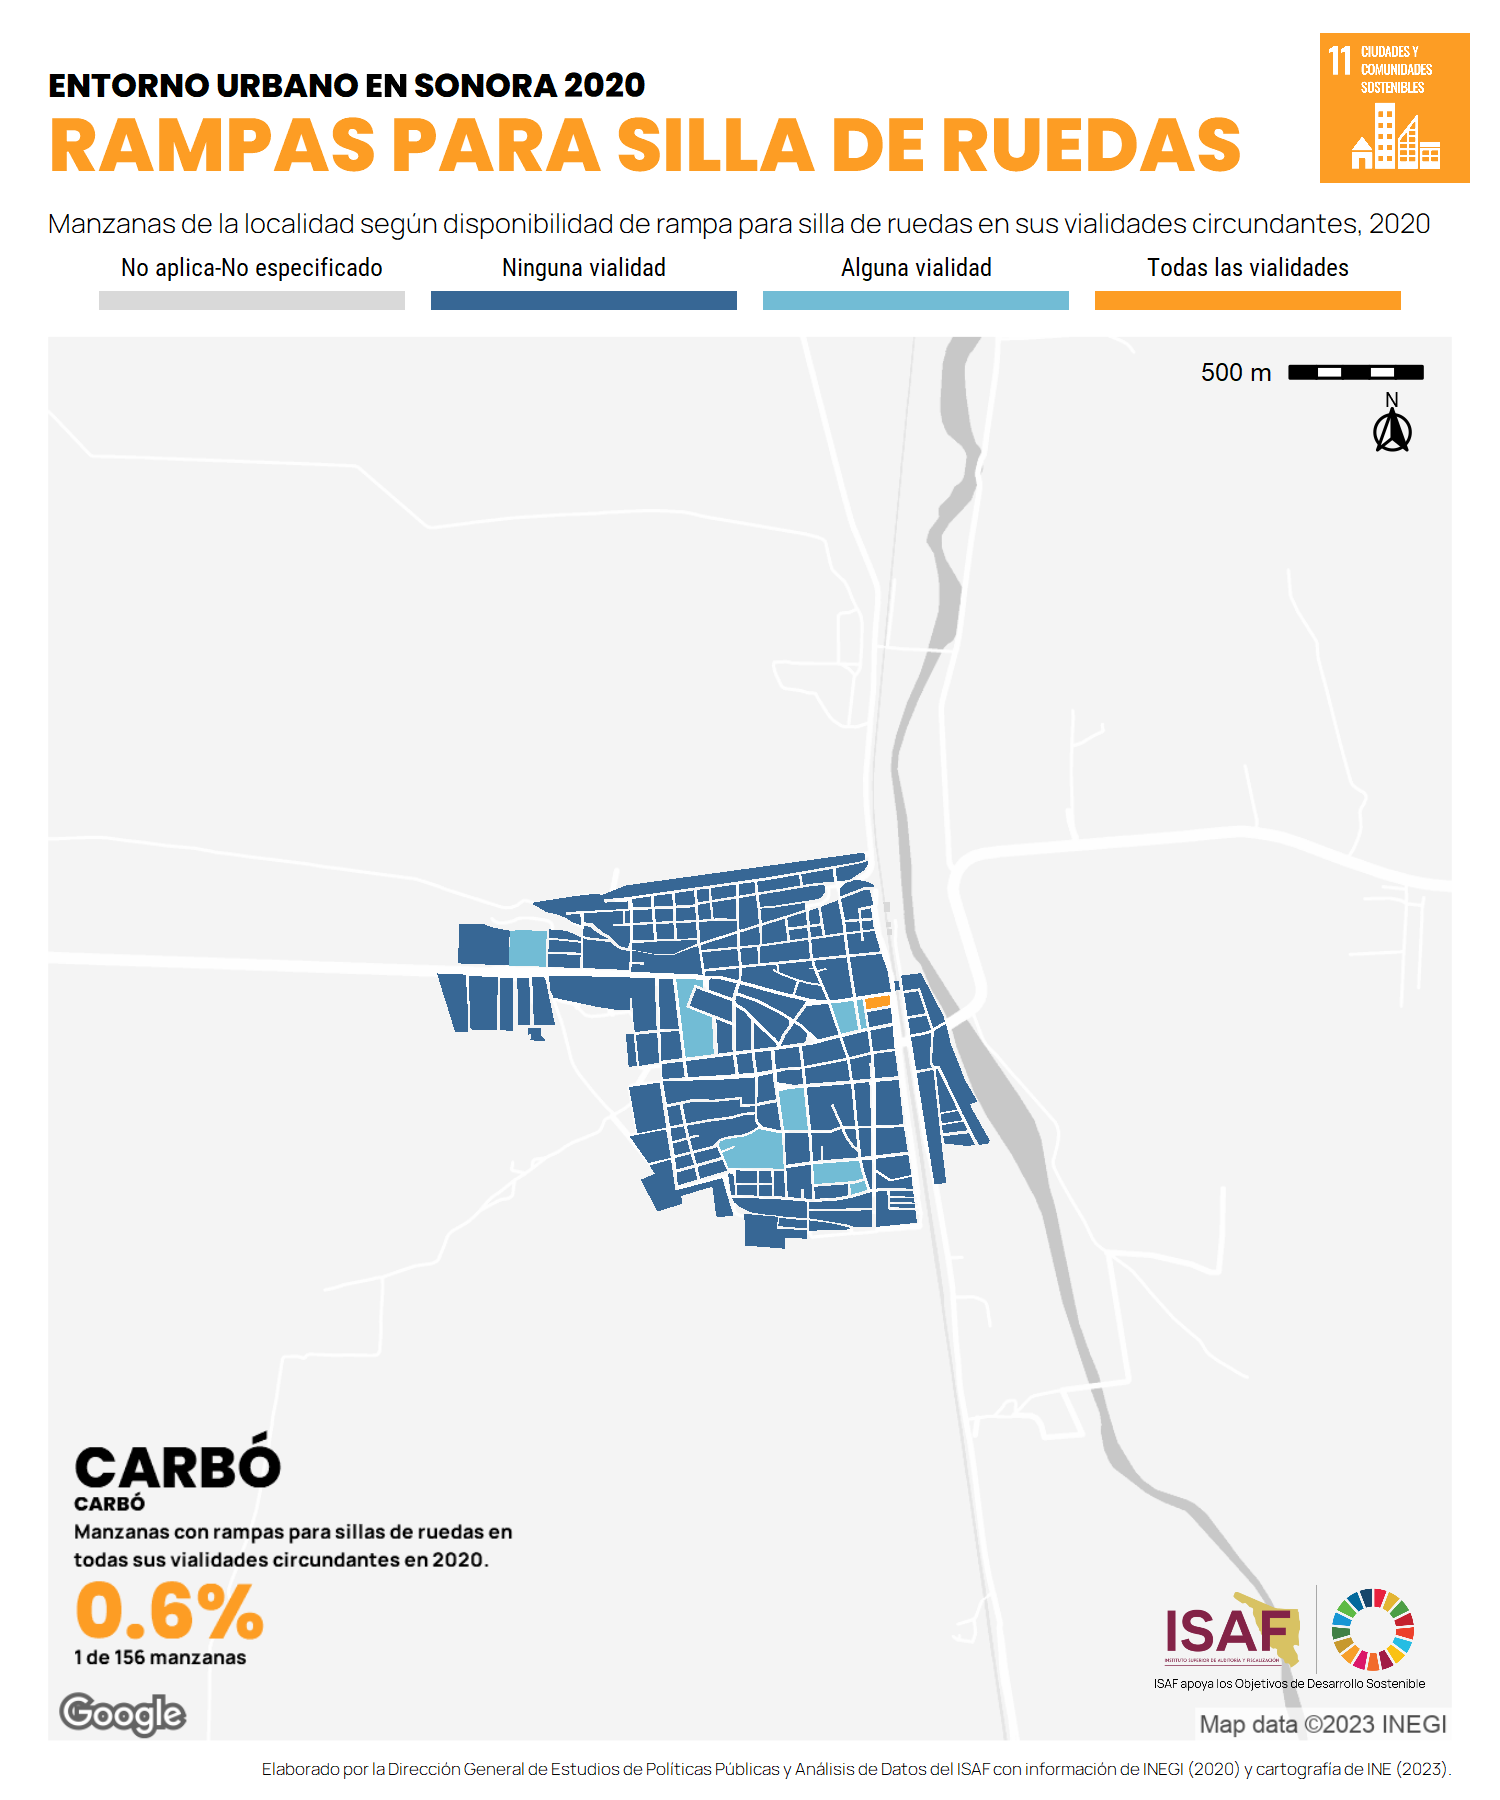 ENTORNO URBANO EN SONORA 2020
RAMPAS PARA SILLA DE RUEDAS
11 CIUDADES Y
COMUNIDADES
SOSTENIBLES
Manzanas de la localidad según disponibilidad de rampa para silla de ruedas en sus vialidades circundantes, 2020
No aplica-No especificado Ninguna vialidad Alguna vialidad Todas las vialidades
500 m
N
CARBÓ
CARBÓ
Manzanas con rampas para sillas de ruedas en
todas sus vialidades circundantes en 2020.
0.6%
1 de 156 manzanas
ISAF
INSTITUTO SUPERIOR DE AUDITORÍA Y FISCALIZACIÓN
ISAF apoya los Objetivos de Desarrollo Sostenible
Google
Map data ©2023 INEGI
Elaborado por la Dirección General de Estudios de Políticas Públicas y Análisis de Datos del ISAF con información de INEGI (2020) y cartografía de INE (2023).